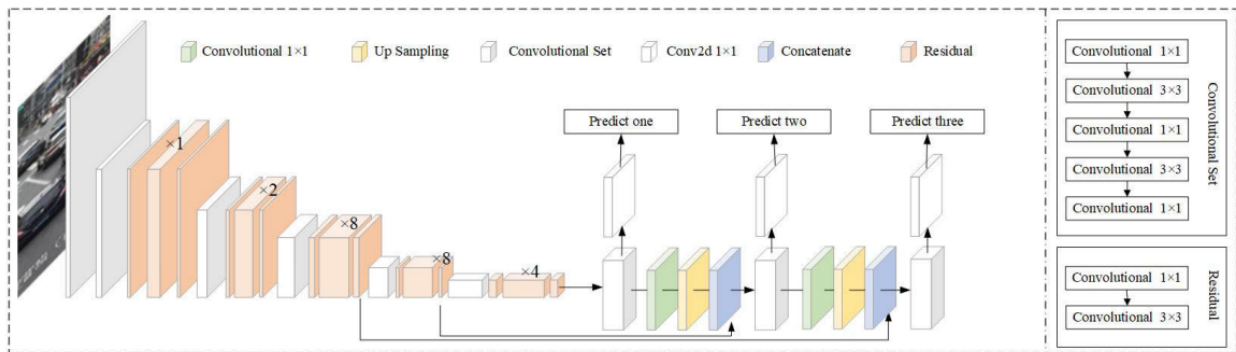 Convolutional 1×1
Up Sampling
Convolutional Set
Conv2d 1×1
Concatenate
Residual
×1
×2
×8
×8
×4
Predict one
Predict two
Predict three
Convolutional 1×1
Convolutional 3×3
Convolutional 1×1
Convolutional 3×3
Convolutional 1×1
Convolutional Set
Convolutional 1×1
Convolutional 3×3
Residual